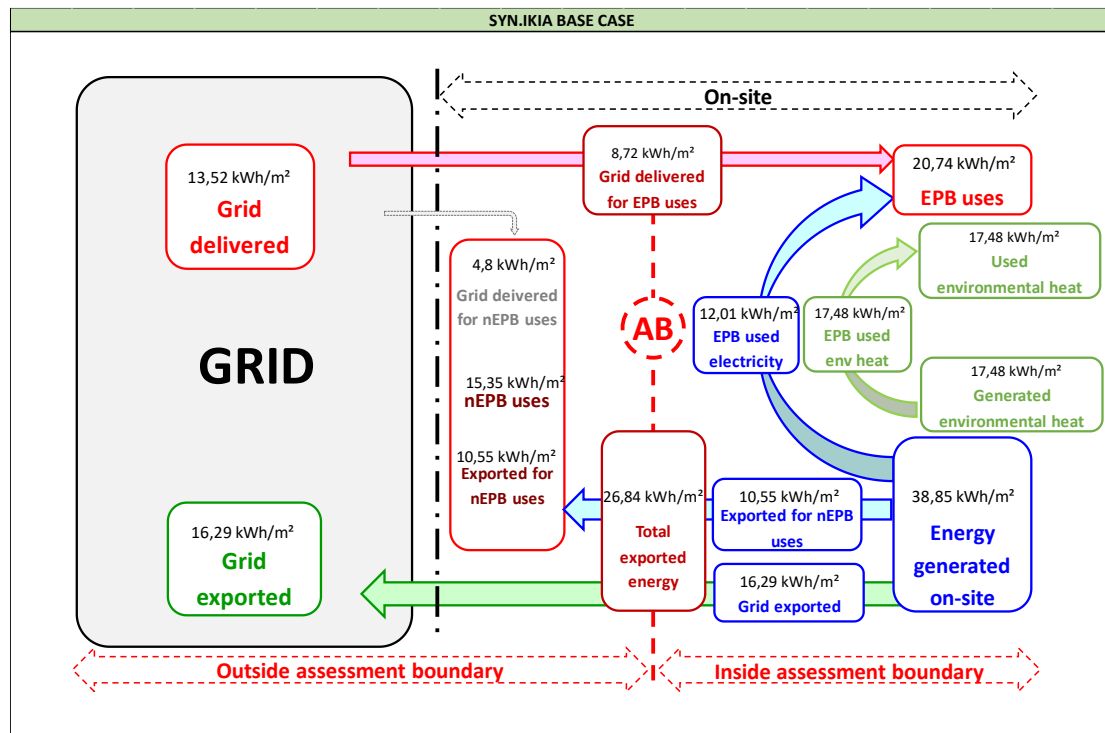 SYN.IKIA BASE CASE
On-site
13,52 kWh/m²
Grid
delivered
8,72 kWh/m²
Grid delivered
for EPB uses
20,74 kWh/m²
EPB uses
4,8 kWh/m²
Grid deivered
for nEPB uses
17,48 kWh/m²
Used
environmental heat
GRID
AB
12,01 kWh/m²
EPB used
electricity
17,48 kWh/m²
EPB used
env heat
15,35 kWh/m²
nEPB uses
17,48 kWh/m²
Generated
environmental heat
10,55 kWh/m²
Exported for
nEPB uses
26,84 kWh/m²
Total
exported
energy
10,55 kWh/m²
Exported for nEPB
uses
38,85 kWh/m²
Energy
generated
on-site
16,29 kWh/m²
Grid
exported
16,29 kWh/m²
Grid exported
Outside assessment boundary
Inside assessment boundary